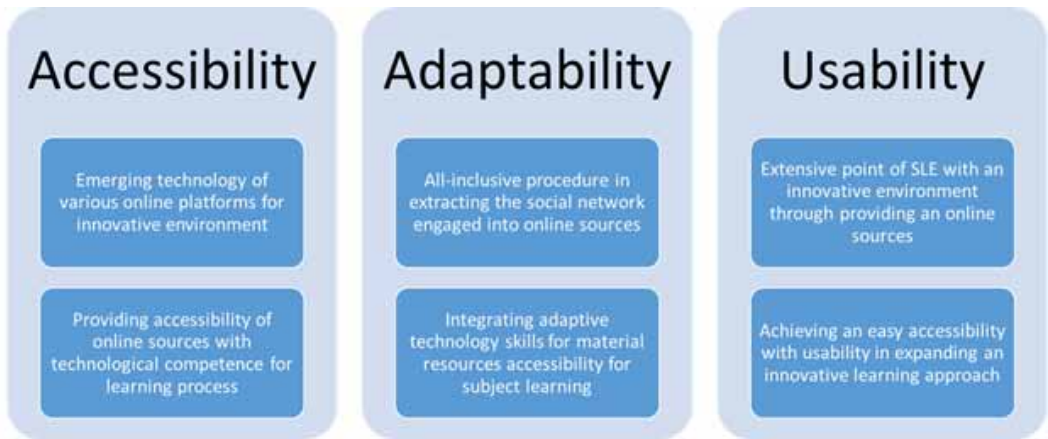 Accessibility
Emerging technology of
various online platforms for
innovative environment
Providing accessibility of
online sources with
technological competence for
learning process
Adaptability
All-inclusive procedure in
extracting the social network
engaged into online sources
Integrating adaptive
technology skills for material
resources accessibility for
subject learning
Usability
Extensive point of SLE with an
innovative environment
through providing an online
sources
Achieving an easy accessibility
with usability in expanding an
innovative learning approach